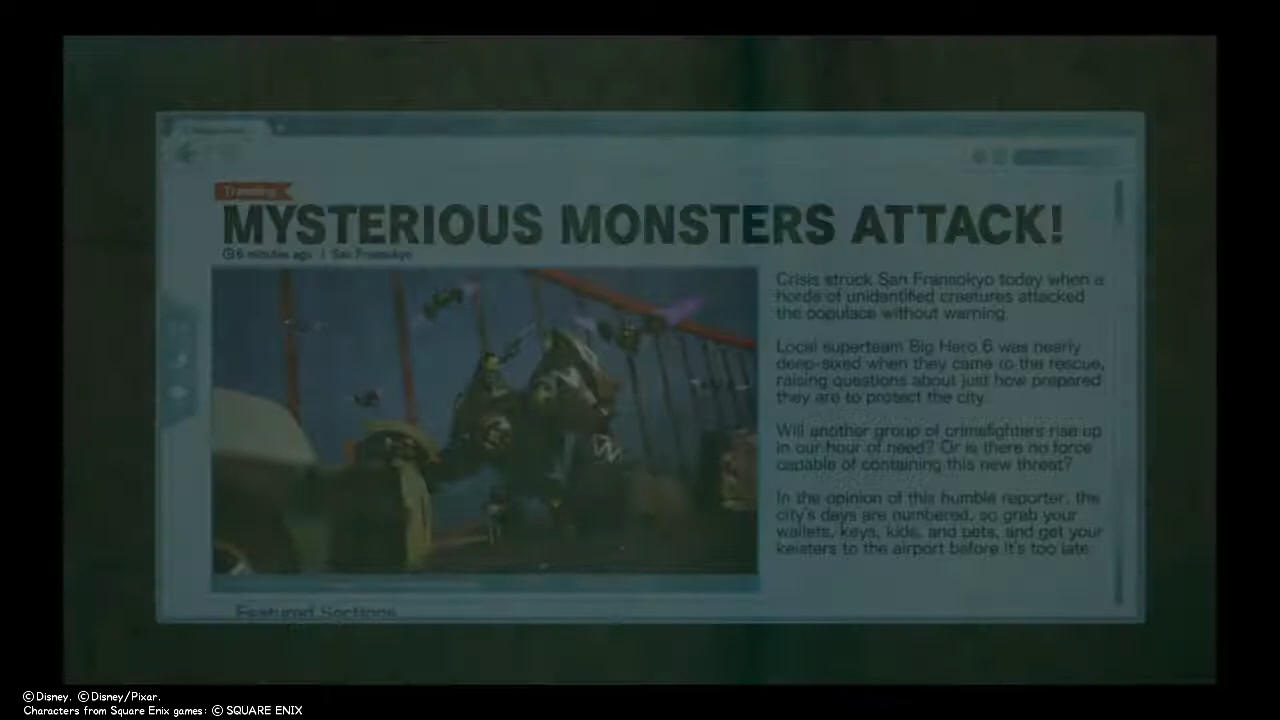 Trending
MYSTERIOUS MONSTERS ATTACK!
6 minutes ago | San Fransokyo
Crisis struck San Fransokyo today when a
horde of unidentified creatures attacked
the populace without warning.
Local superteam Big Hero 6 was nearly
deep-sixed when they came to the rescue,
raising questions about just how prepared
they are to protect the city.
Will another group of crimefighters rise up
in our hour of need? Or is there no force
capable of containing this new threat?
In the opinion of this humble reporter, the
city's days are numbered, so grab your
wallets, keys, kids, and pets, and get your
keisters to the airport before it's too late.
Featured Sections
©Disney. ©Disney/Pixar.
Characters from Square Enix games: © SQUARE ENIX